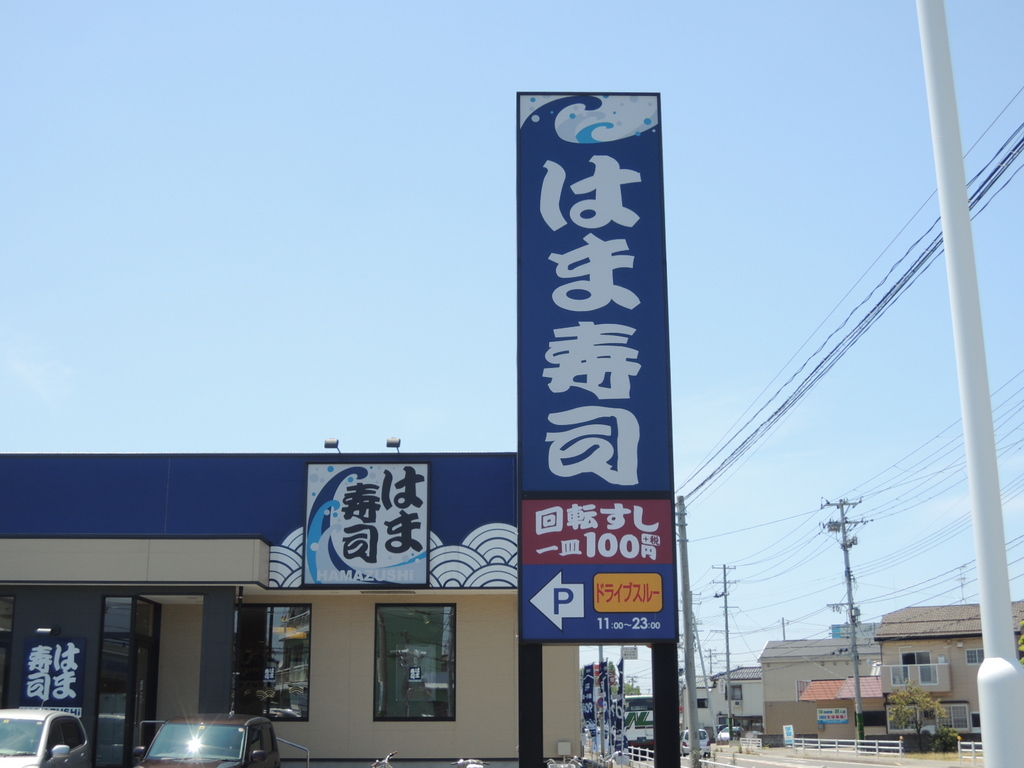 はま寿司
回転すし
一皿100円
+税
P
ドライブスルー
11:00~23:00
はま
寿司
HAMAZUSHI
はま
寿司